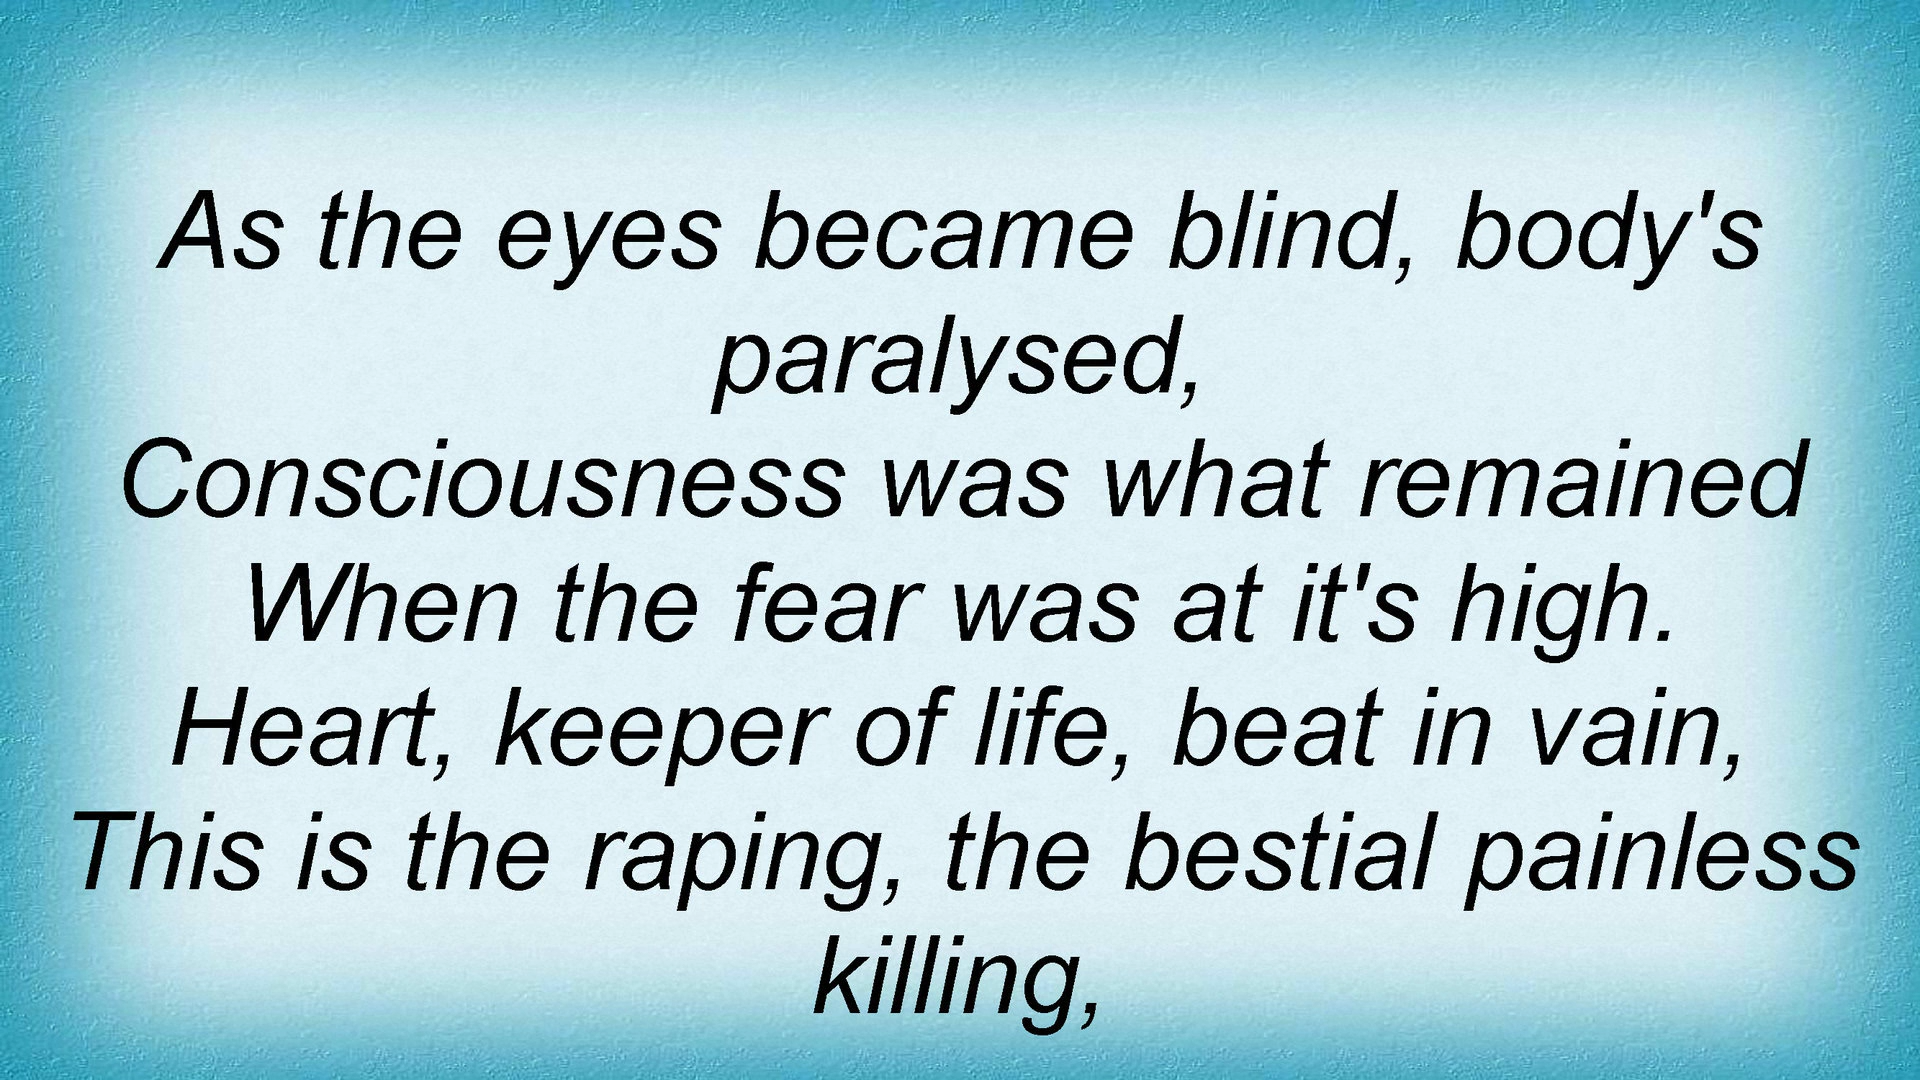 As the eyes became blind, body's
paralysed,
Consciousness was what remained
When the fear was at it's high.
Heart, keeper of life, beat in vain,
This is the raping, the bestial painless
killing,